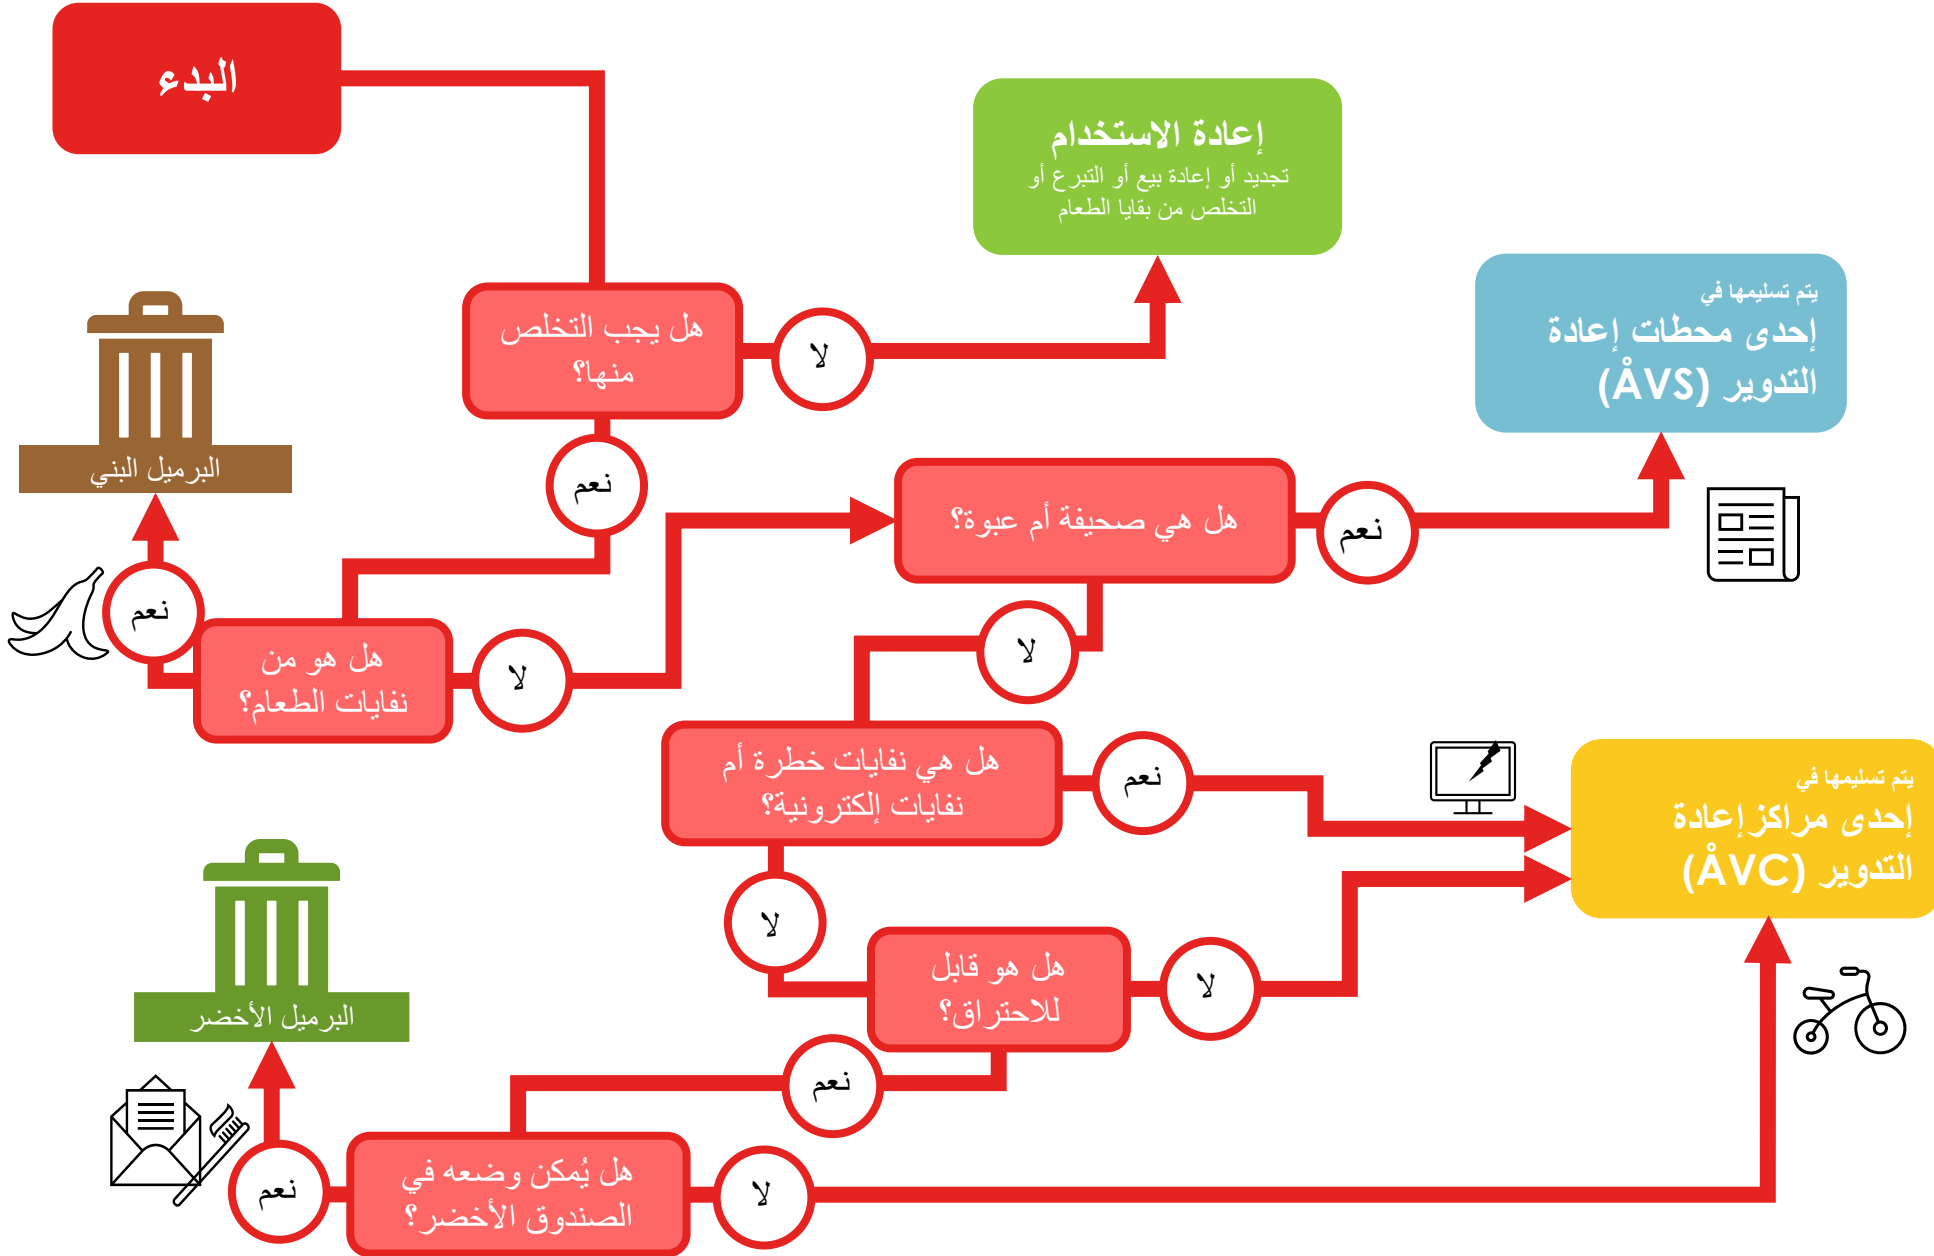 البدء
إعادة الاستخدام
تجديد أو إعادة بيع أو التبرع أو
التخلص من بقايا الطعام
يتم تسليمها في
إحدى محطات إعادة
التدوير (ÅVS)
هل يجب التخلص
منها؟
لا
نعم
البرميل البني
هل هي صحيفة أم عبوة؟
نعم
نعم
هل هو من
نفايات الطعام؟
لا
لا
هل هي نفايات خطرة أم
نفايات إلكترونية؟
نعم
يتم تسليمها في
إحدى مراكز إعادة
التدوير (ÅVC)
لا
هل هو قابل
للاحتراق؟
لا
البرميل الأخضر
نعم
هل يُمكن وضعه في
الصندوق الأخضر؟
نعم
لا